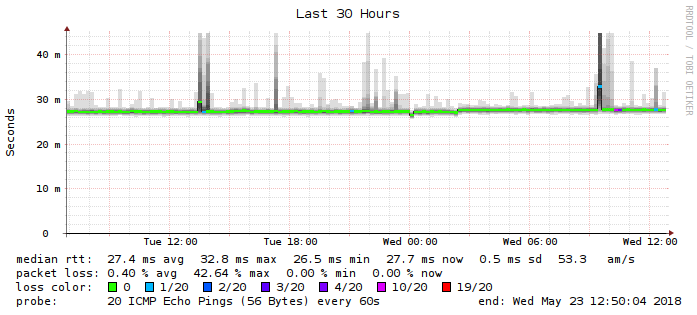 Last 30 Hours
RRDTOOL / TOBI OETIKER
Seconds
40 m
30 m
20 m
10 m
0
Tue 12:00 Tue 18:00 Wed 00:00 Wed 06:00 Wed 12:00
median rtt: 27.4 ms avg 32.8 ms max 26.5 ms min 27.7 ms now 0.5 ms sd 53.3 am/s
packet loss: 0.40 % avg 42.64 % max 0.00 % min 0.00 % now
loss color: 0 1/20 2/20 3/20 4/20 10/20 19/20
probe: 20 ICMP Echo Pings (56 Bytes) every 60s end: Wed May 23 12:50:04 2018